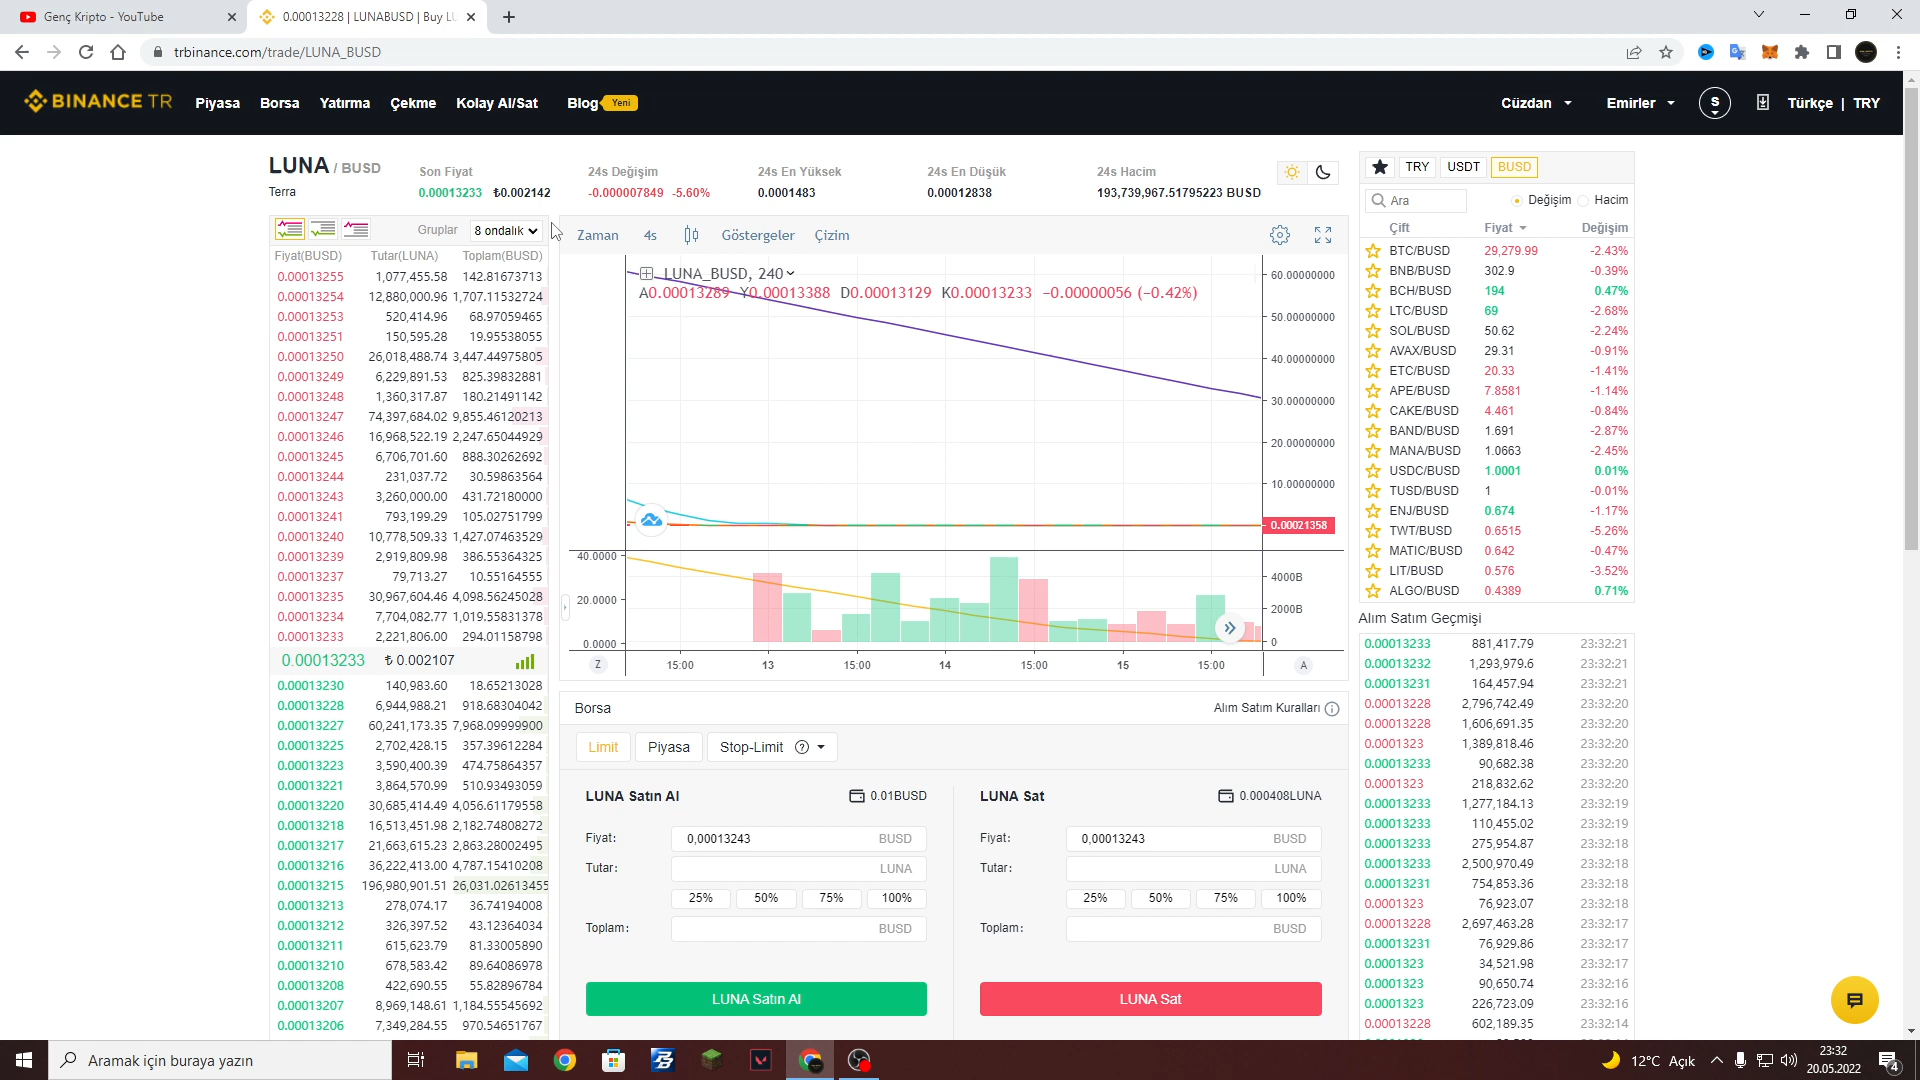 Genç Kripto - YouTube
0.00013228 | LUNABUSD | Buy LU
trbinance.com/trade/LUNA_BUSD
BINANCE TR Piyasa Borsa Yatırma Çekme Kolay Al/Sat Blog Yeni Cüzdan Emirler S Türkçe | TRY
LUNA / BUSD
Terra
Son Fiyat
0.00013233 ₺0.002142
24s Değişim
-0.000007849 -5.60%
24s En Yüksek
0.0001483
24s En Düşük
0.00012838
24s Hacim
193,739,967.51795223 BUSD
Gruplar 8 ondalık
Fiyat(BUSD) Tutar(LUNA) Toplam(BUSD)
0.00013255 1,077,455.58 142.81673713
0.00013254 12,880,000.96 1,707.11532724
0.00013253 520,414.96 68.97059465
0.00013251 150,595.28 19.95538055
0.00013250 26,018,488.74 3,447.44975805
0.00013249 6,229,891.53 825.39832881
0.00013248 1,360,317.87 180.21491142
0.00013247 74,397,684.02 9,855.46120213
0.00013246 16,968,522.19 2,247.65044929
0.00013245 6,706,701.60 888.30262692
0.00013244 231,037.72 30.59863564
0.00013243 3,260,000.00 431.72180000
0.00013241 793,199.29 105.02751799
0.00013240 10,778,509.33 1,427.07463529
0.00013239 2,919,809.98 386.55364325
0.00013237 79,713.27 10.55164555
0.00013235 30,967,604.46 4,098.56245028
0.00013234 7,704,082.77 1,019.55831378
0.00013233 2,221,806.00 294.01158798
0.00013233 ₺ 0.002107
0.00013230 140,983.60 18.65213028
0.00013228 6,944,988.21 918.68304042
0.00013227 60,241,173.35 7,968.09999900
0.00013225 2,702,428.15 357.39612284
0.00013223 3,590,400.39 474.75864357
0.00013221 3,864,570.99 510.93493059
0.00013220 30,685,414.49 4,056.61179558
0.00013218 16,513,451.98 2,182.74808272
0.00013217 21,663,615.23 2,863.28002495
0.00013216 36,222,413.00 4,787.15410208
0.00013215 196,980,901.51 26,031.02613455
0.00013213 278,074.17 36.74194008
0.00013212 326,397.52 43.12364034
0.00013211 615,623.79 81.33005890
0.00013210 678,583.42 89.64086978
0.00013208 422,690.55 55.82896784
0.00013207 8,969,148.61 1,184.55545692
0.00013206 7,349,284.55 970.54651767
Zaman 4s Göstergeler Çizim
LUNA_BUSD, 240
A0.00013289 Y0.00013388 D0.00013129 K0.00013233 −0.00000056 (−0.42%)
60.00000000
50.00000000
40.00000000
30.00000000
20.00000000
10.00000000
0.00021358
40.0000
20.0000
0.0000
4000B
2000B
0
Z 15:00 13 15:00 14 15:00 15 15:00 A
Borsa Alım Satım Kuralları
Limit Piyasa Stop-Limit
LUNA Satın Al 0.01BUSD
Fiyat: 0,00013243 BUSD
Tutar: LUNA
25% 50% 75% 100%
Toplam: BUSD
LUNA Satın Al
LUNA Sat 0.000408LUNA
Fiyat: 0,00013243 BUSD
Tutar: LUNA
25% 50% 75% 100%
Toplam: BUSD
LUNA Sat
TRY USDT BUSD
Ara Değişim Hacim
Çift Fiyat Değişim
BTC/BUSD 29,279.99 -2.43%
BNB/BUSD 302.9 -0.39%
BCH/BUSD 194 0.47%
LTC/BUSD 69 -2.68%
SOL/BUSD 50.62 -2.24%
AVAX/BUSD 29.31 -0.91%
ETC/BUSD 20.33 -1.41%
APE/BUSD 7.8581 -1.14%
CAKE/BUSD 4.461 -0.84%
BAND/BUSD 1.691 -2.87%
MANA/BUSD 1.0663 -2.45%
USDC/BUSD 1.0001 0.01%
TUSD/BUSD 1 -0.01%
ENJ/BUSD 0.674 -1.17%
TWT/BUSD 0.6515 -5.26%
MATIC/BUSD 0.642 -0.47%
LIT/BUSD 0.576 -3.52%
ALGO/BUSD 0.4389 0.71%
Alım Satım Geçmişi
0.00013233 881,417.79 23:32:21
0.00013232 1,293,979.6 23:32:21
0.00013231 164,457.94 23:32:21
0.00013228 2,796,742.49 23:32:20
0.00013228 1,606,691.35 23:32:20
0.0001323 1,389,818.46 23:32:20
0.00013233 90,682.38 23:32:20
0.0001323 218,832.62 23:32:20
0.00013233 1,277,184.13 23:32:19
0.00013233 110,455.02 23:32:19
0.00013233 275,954.87 23:32:18
0.00013233 2,500,970.49 23:32:18
0.00013231 754,853.36 23:32:18
0.0001323 76,923.07 23:32:18
0.00013228 2,697,463.28 23:32:17
0.00013231 76,929.86 23:32:17
0.0001323 34,521.98 23:32:17
0.0001323 90,650.74 23:32:16
0.0001323 226,723.09 23:32:16
0.00013228 602,189.35 23:32:14
Aramak için buraya yazın
12°C Açık
23:32
20.05.2022
4